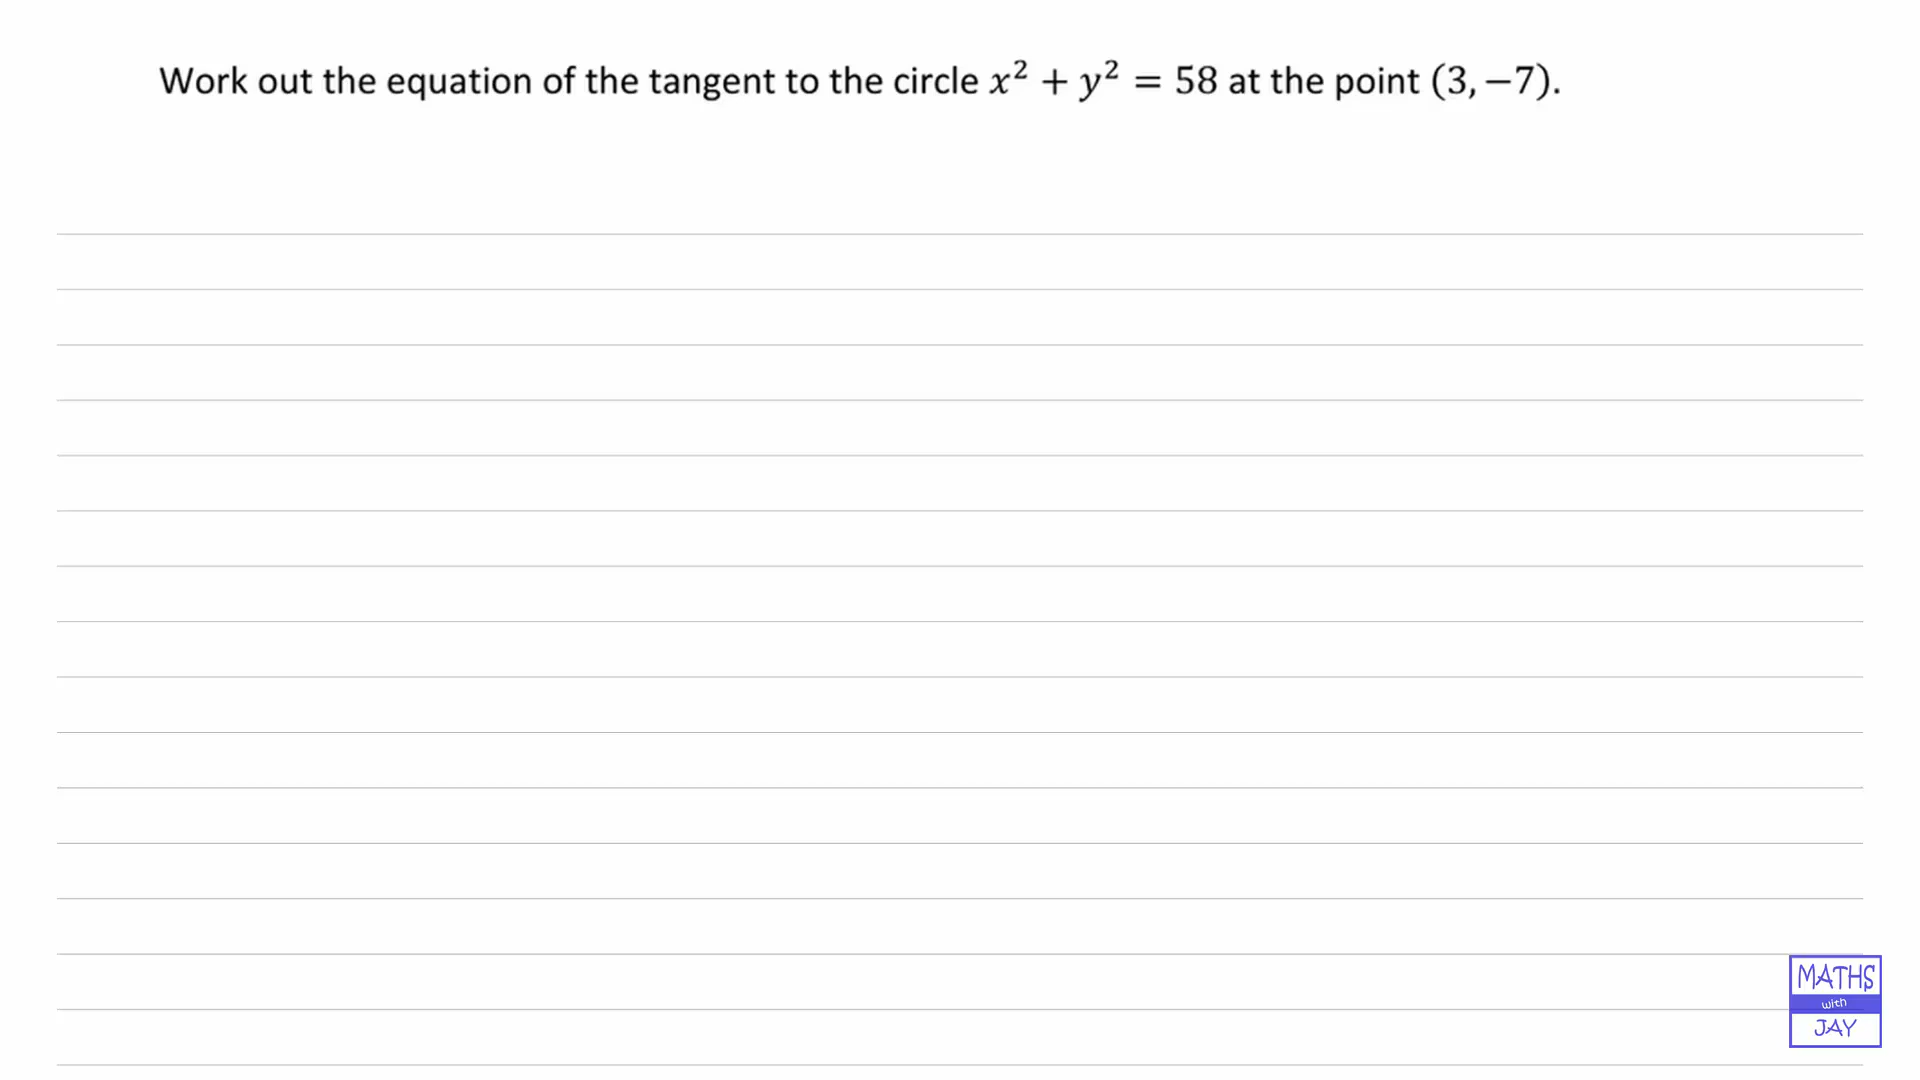 Work out the equation of the tangent to the circle x² + y² = 58 at the point (3, −7).
MATHS
with
JAY